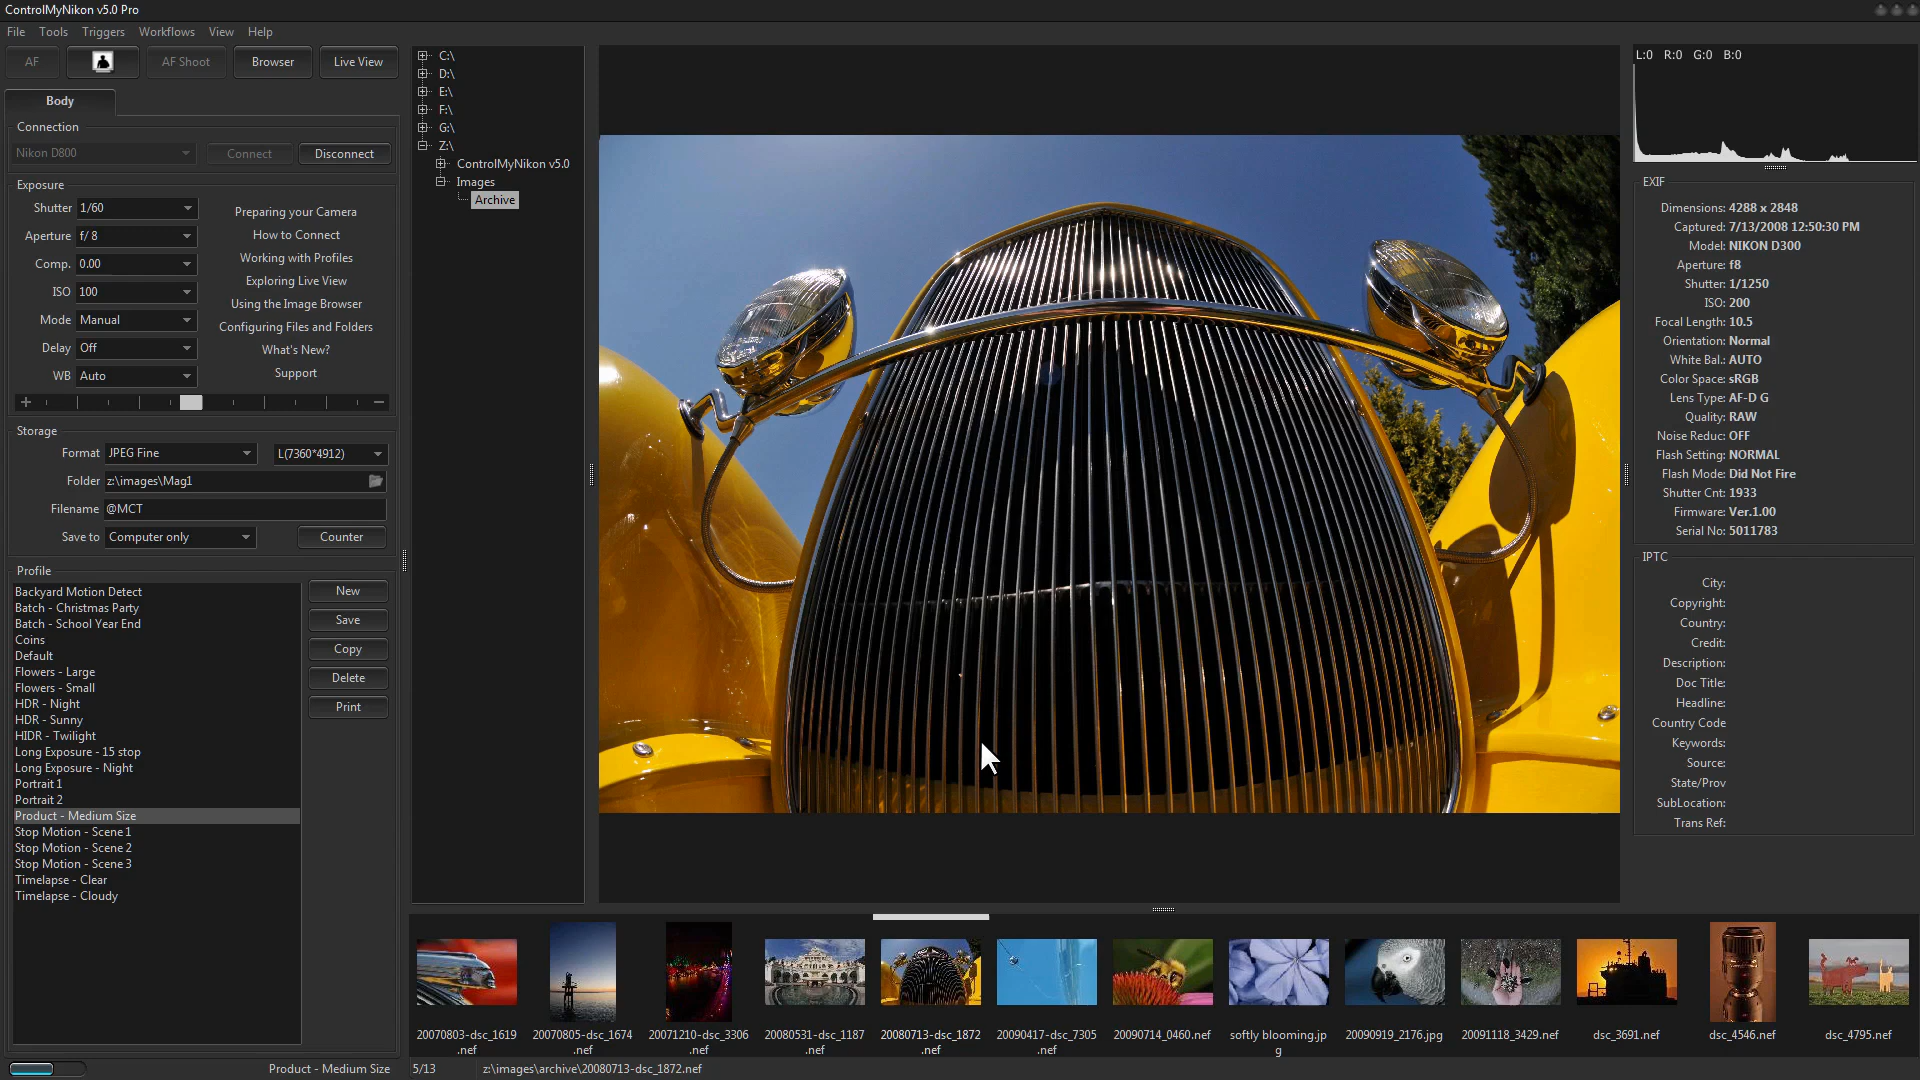 ControlMyNikon v5.0 Pro
File Tools Triggers Workflows View Help
AF AF Shoot Browser Live View
Body
Connection
Nikon D800 Connect Disconnect
Exposure
Shutter 1/60
Aperture f/ 8
Comp. 0.00
ISO 100
Mode Manual
Delay Off
WB Auto
Preparing your Camera
How to Connect
Working with Profiles
Exploring Live View
Using the Image Browser
Configuring Files and Folders
What's New?
Support
Storage
Format JPEG Fine L(7360*4912)
Folder z:\images\Mag1
Filename @MCT
Save to Computer only Counter
Profile
Backyard Motion Detect
Batch - Christmas Party
Batch - School Year End
Coins
Default
Flowers - Large
Flowers - Small
HDR - Night
HDR - Sunny
HIDR - Twilight
Long Exposure - 15 stop
Long Exposure - Night
Portrait 1
Portrait 2
Product - Medium Size
Stop Motion - Scene 1
Stop Motion - Scene 2
Stop Motion - Scene 3
Timelapse - Clear
Timelapse - Cloudy
New
Save
Copy
Delete
Print
C:\
D:\
E:\
F:\
G:\
Z:\
ControlMyNikon v5.0
Images
Archive
L:0 R:0 G:0 B:0
EXIF
Dimensions: 4288 x 2848
Captured: 7/13/2008 12:50:30 PM
Model: NIKON D300
Aperture: f8
Shutter: 1/1250
ISO: 200
Focal Length: 10.5
Orientation: Normal
White Bal.: AUTO
Color Space: sRGB
Lens Type: AF-D G
Quality: RAW
Noise Reduc: OFF
Flash Setting: NORMAL
Flash Mode: Did Not Fire
Shutter Cnt: 1933
Firmware: Ver.1.00
Serial No: 5011783
IPTC
City:
Copyright:
Country:
Credit:
Description:
Doc Title:
Headline:
Country Code
Keywords:
Source:
State/Prov
SubLocation:
Trans Ref:
20070803-dsc_1619
.nef
20070805-dsc_1674
.nef
20071210-dsc_3306
.nef
20080531-dsc_1187
.nef
20080713-dsc_1872
.nef
20090417-dsc_7305
.nef
20090714_0460.nef
softly blooming.jp
g
20090919_2176.jpg
20091118_3429.nef
dsc_3691.nef
dsc_4546.nef
dsc_4795.nef
Product - Medium Size 5/13 z:\images\archive\20080713-dsc_1872.nef